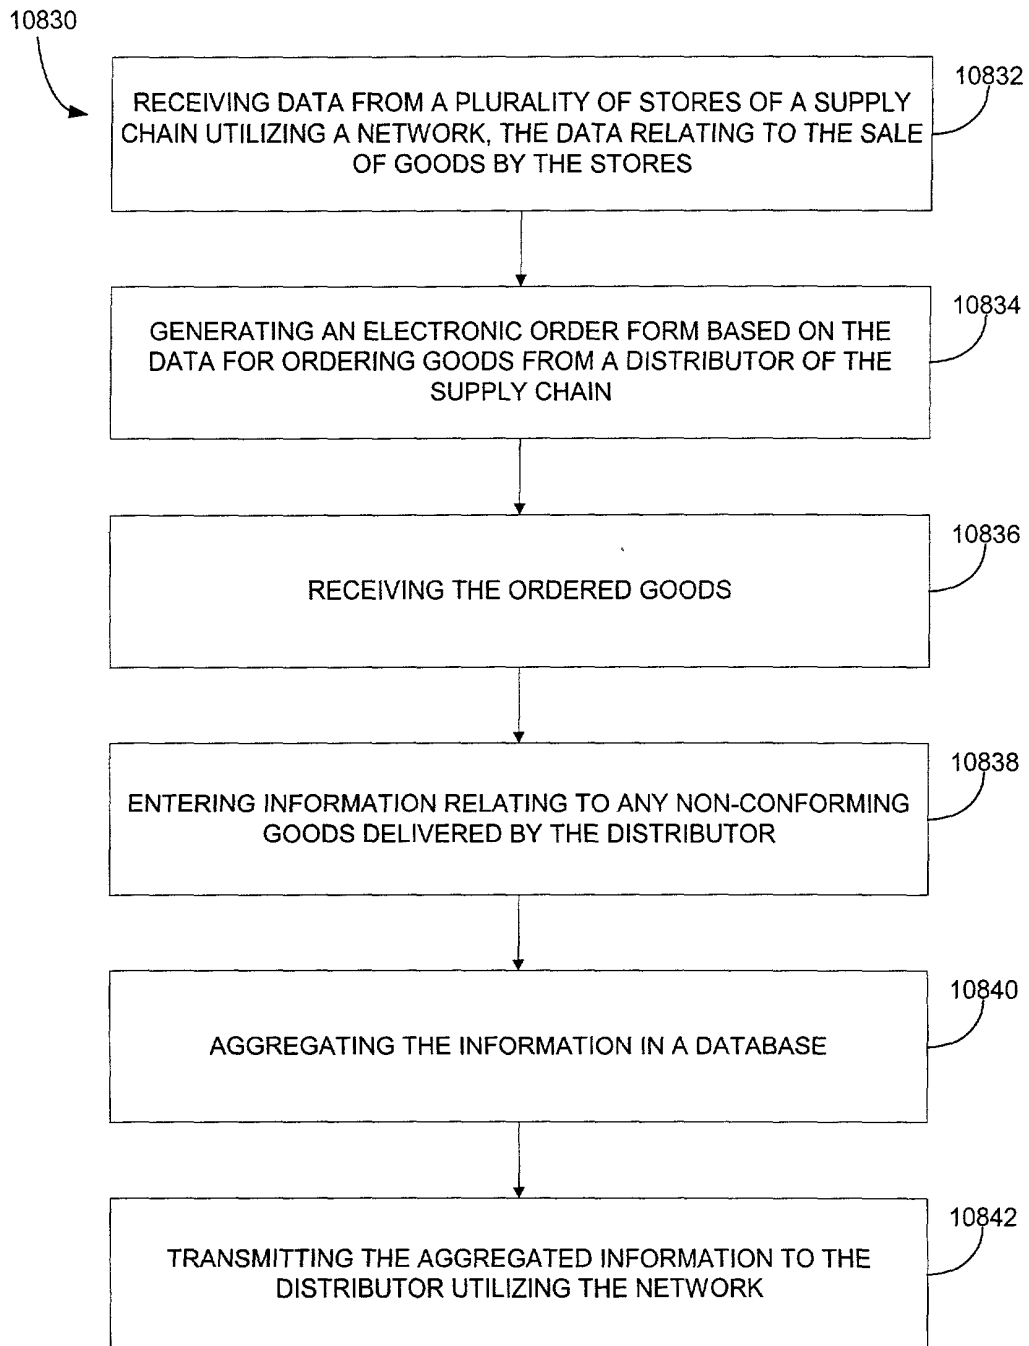 10830
10832
RECEIVING DATA FROM A PLURALITY OF STORES OF A SUPPLY
CHAIN UTILIZING A NETWORK, THE DATA RELATING TO THE SALE
OF GOODS BY THE STORES
10834
GENERATING AN ELECTRONIC ORDER FORM BASED ON THE
DATA FOR ORDERING GOODS FROM A DISTRIBUTOR OF THE
SUPPLY CHAIN
10836
RECEIVING THE ORDERED GOODS
10838
ENTERING INFORMATION RELATING TO ANY NON-CONFORMING
GOODS DELIVERED BY THE DISTRIBUTOR
10840
AGGREGATING THE INFORMATION IN A DATABASE
10842
TRANSMITTING THE AGGREGATED INFORMATION TO THE
DISTRIBUTOR UTILIZING THE NETWORK